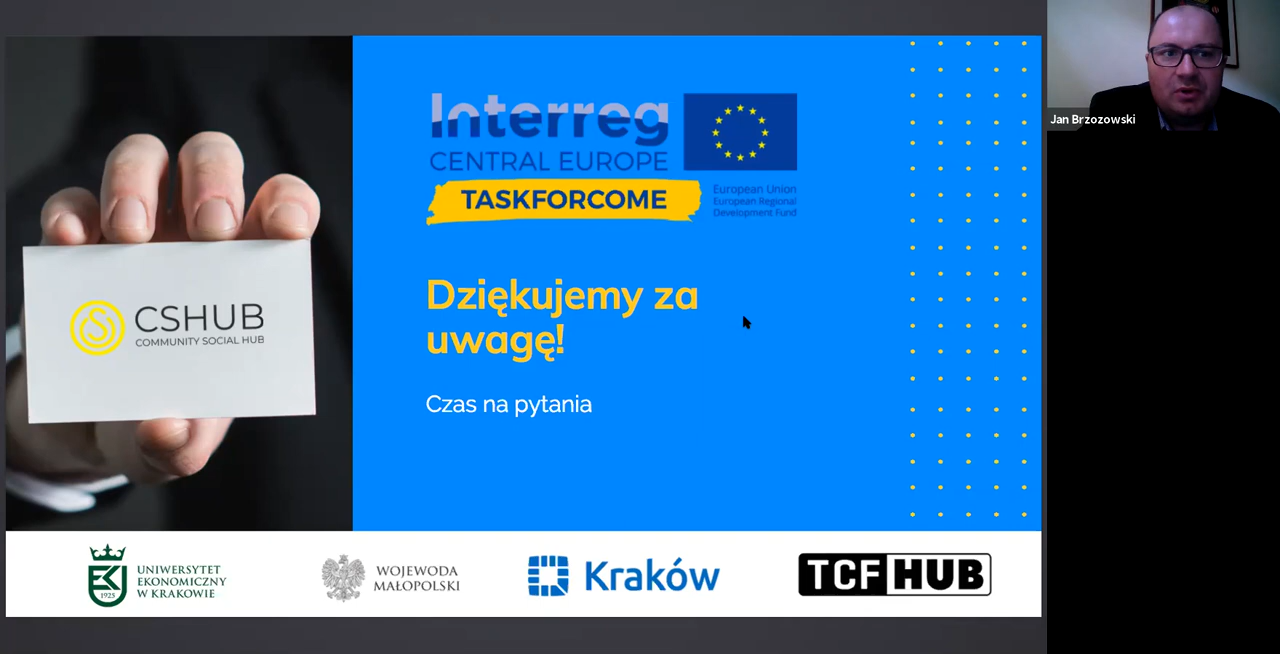 Interreg
CENTRAL EUROPE
TASKFORCOME
European Union
European Regional
Development Fund
CSHUB
COMMUNITY SOCIAL HUB
Dziękujemy za
uwagę!
Czas na pytania
UNIWERSYTET
EKONOMICZNY
W KRAKOWIE
EK
1925
WOJEWODA
MAŁOPOLSKI
Kraków
TCF HUB
Jan Brzozowski